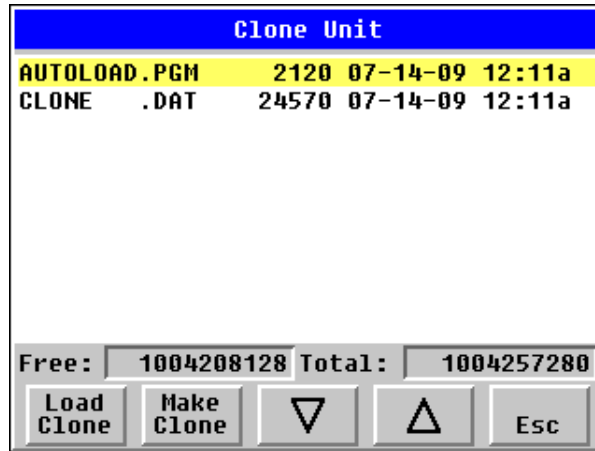 Clone Unit
AUTOLOAD.PGM 2120 07-14-09 12:11a
CLONE .DAT 24570 07-14-09 12:11a
Free: 1004208128 Total: 1004257280
Load Clone Make Clone Esc